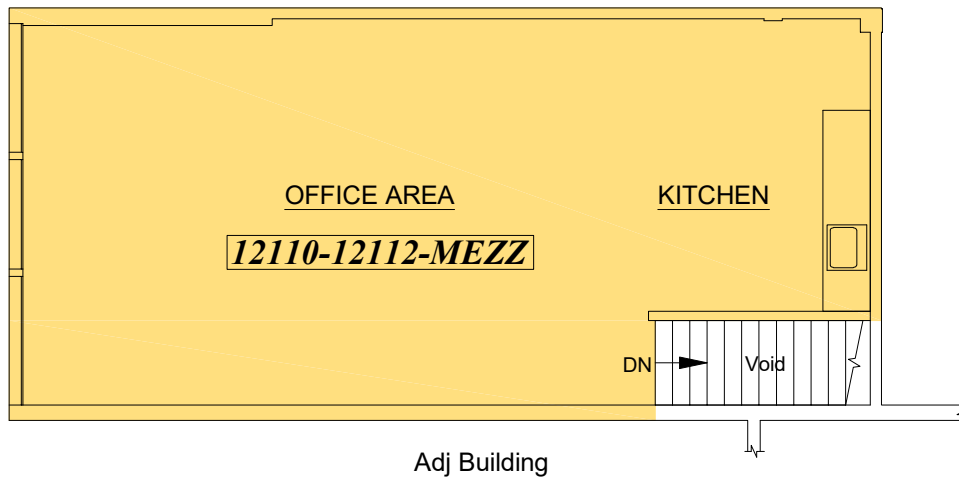 OFFICE AREA
KITCHEN
12110-12112-MEZZ
DN
Void
Adj Building